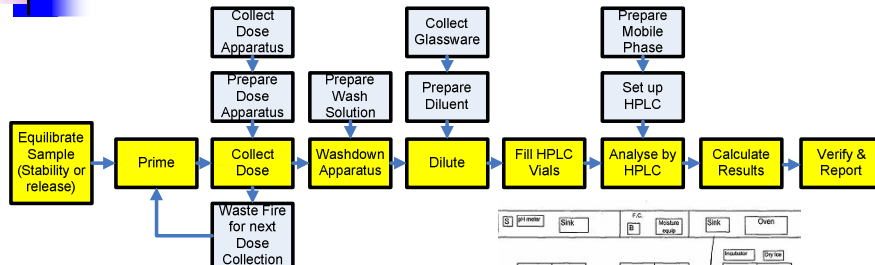 Collect
Dose
Apparatus
Collect
Glassware
Prepare
Mobile
Phase
Prepare
Dose
Apparatus
Prepare
Wash
Solution
Prepare
Diluent
Set up
HPLC
Equilibrate
Sample
(Stability or
release)
Prime
Collect
Dose
Washdown
Apparatus
Dilute
Fill HPLC
Vials
Analyse by
HPLC
Calculate
Results
Verify &
Report
Waste Fire
for next
Dose
Collection
S
pH meter
Sink
F.C.
B
Moisture
equip
Sink
Oven
Incubator
Dry Ice